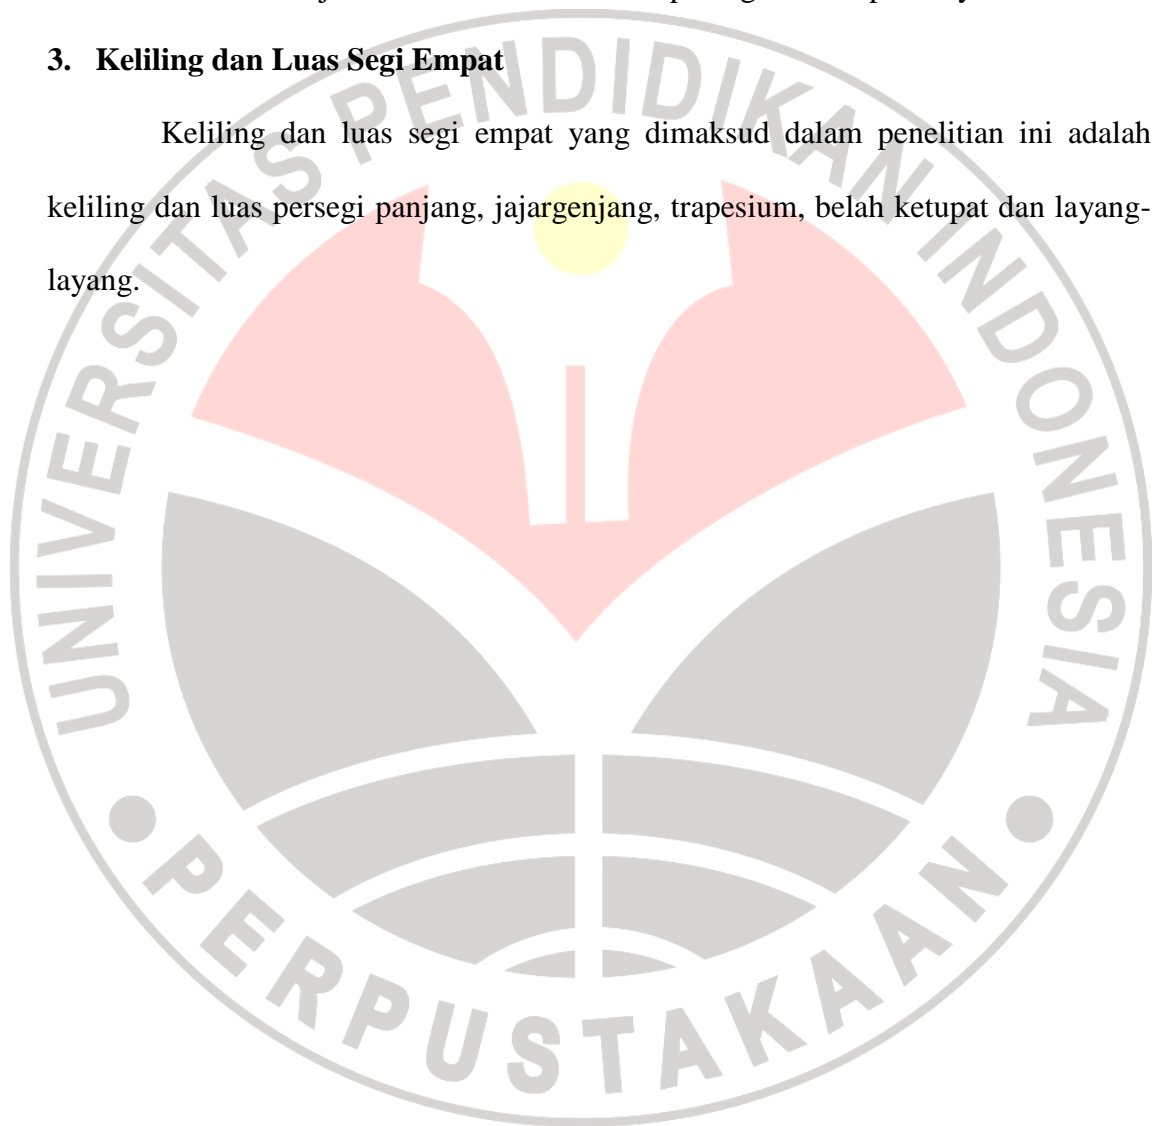 3. Keliling dan Luas Segi Empat
Keliling dan luas segi empat yang dimaksud dalam penelitian ini adalah
keliling dan luas persegi panjang, jajargenjang, trapesium, belah ketupat dan layang-
layang.
UNIVERSITAS PENDIDIKAN INDONESIA
PERPUSTAKAAN